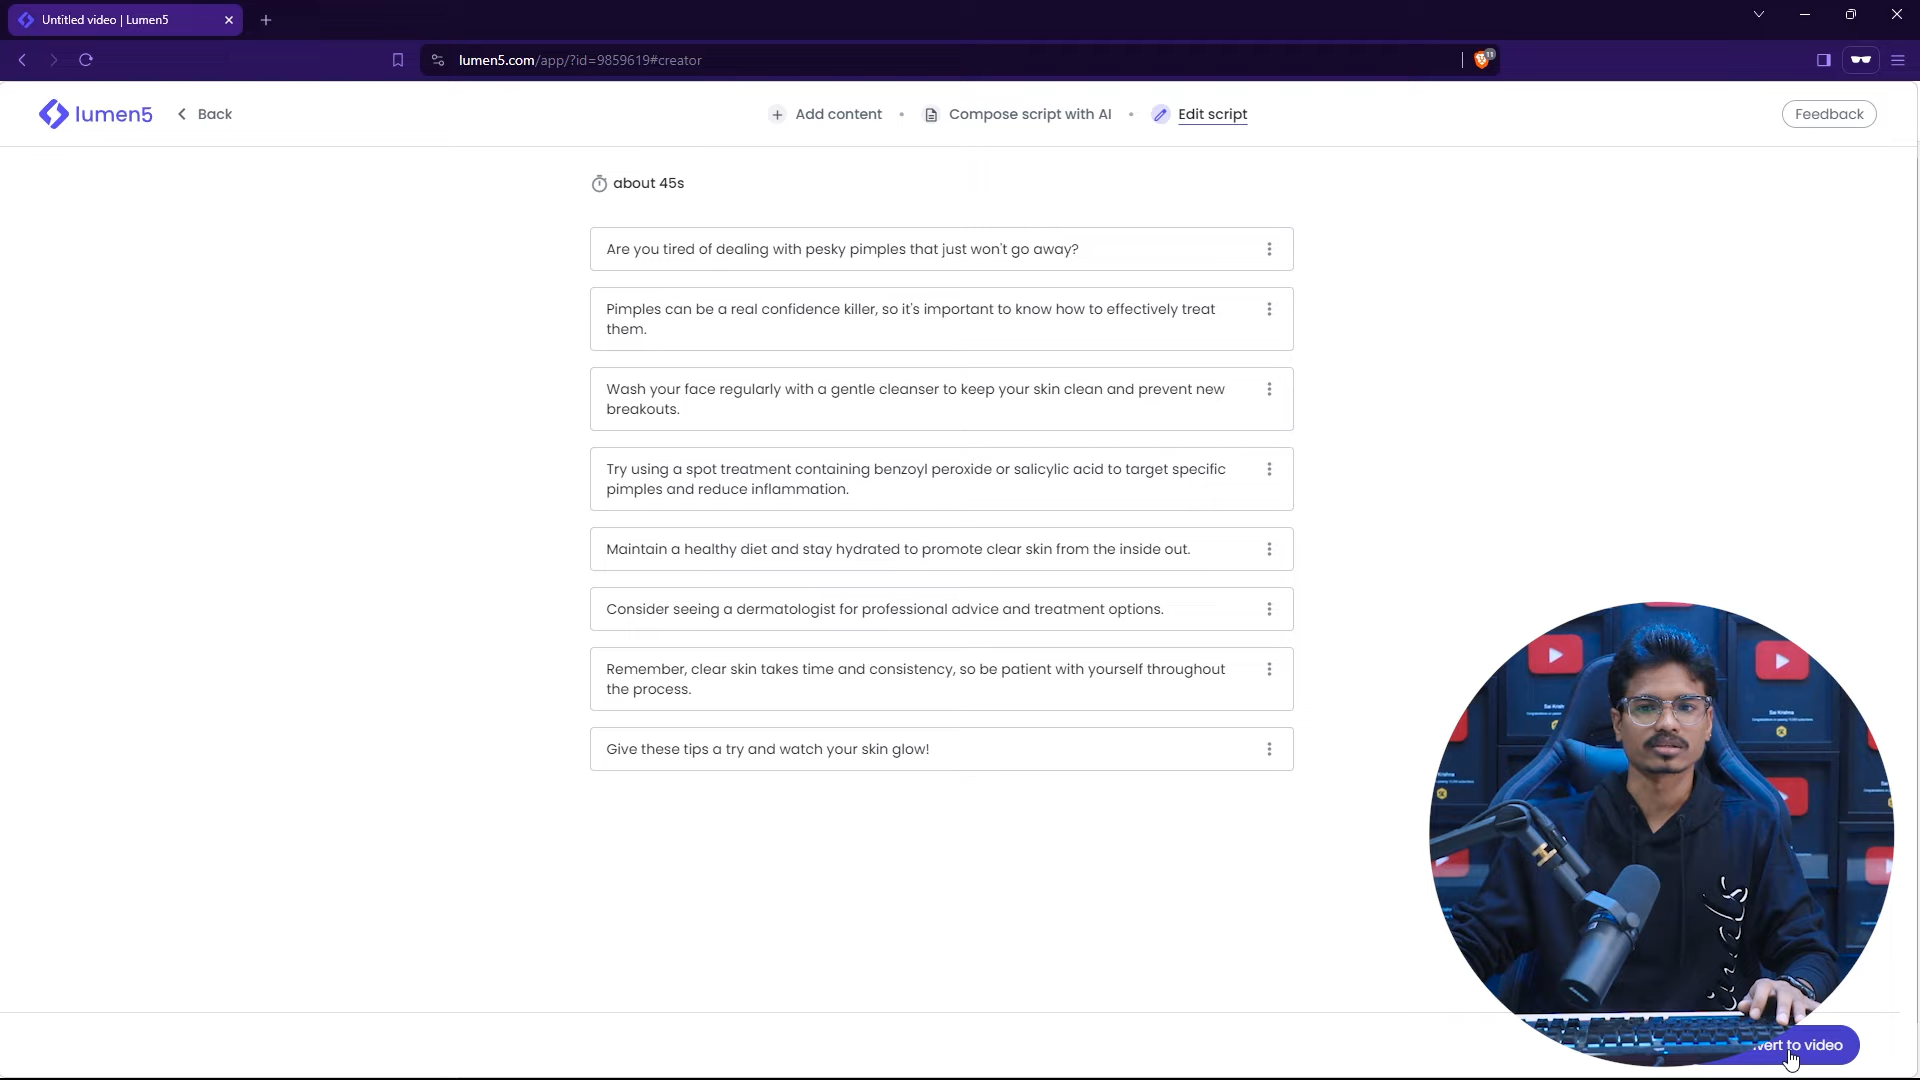 Untitled video | Lumen5
lumen5.com/app/?id=9859619#creator
11
lumen5
Back
Add content
Compose script with AI
Edit script
Feedback
about 45s
Are you tired of dealing with pesky pimples that just won't go away?
Pimples can be a real confidence killer, so it's important to know how to effectively treat
them.
Wash your face regularly with a gentle cleanser to keep your skin clean and prevent new
breakouts.
Try using a spot treatment containing benzoyl peroxide or salicylic acid to target specific
pimples and reduce inflammation.
Maintain a healthy diet and stay hydrated to promote clear skin from the inside out.
Consider seeing a dermatologist for professional advice and treatment options.
Remember, clear skin takes time and consistency, so be patient with yourself throughout
the process.
Give these tips a try and watch your skin glow!
Sai Krishna
vert to video